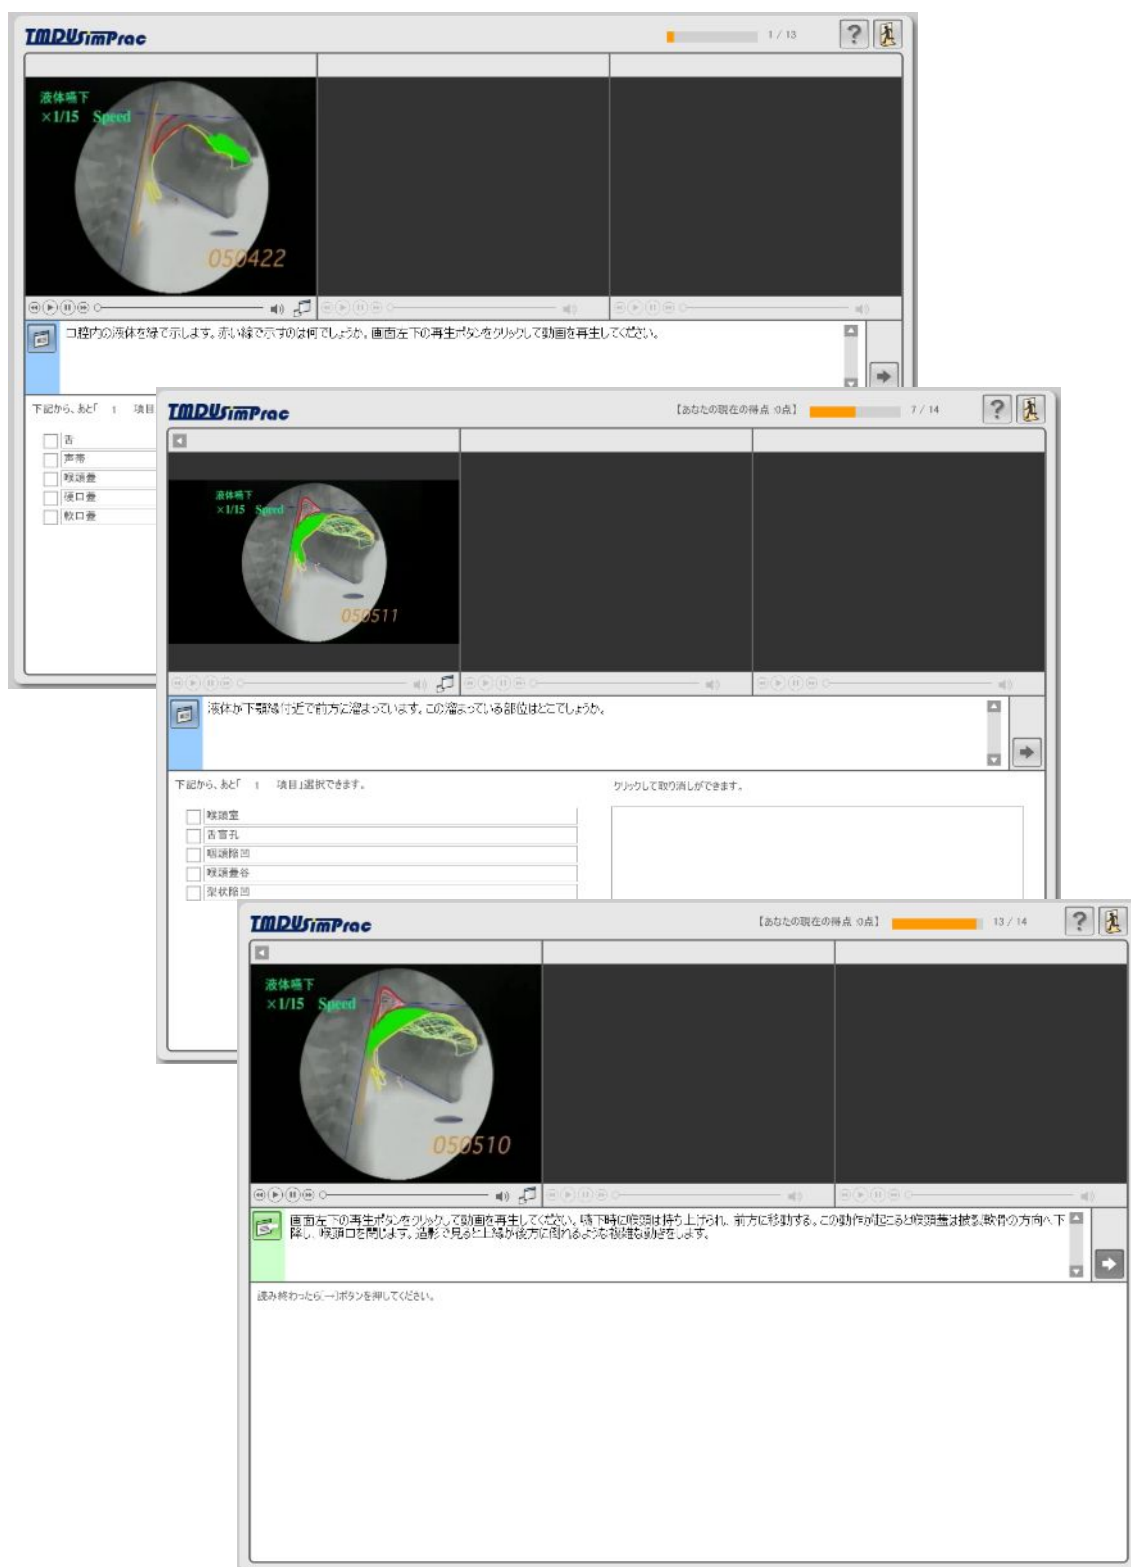 TMDUSimPrac
1 / 13
液体嚥下
×1/15 Speed
050422
口腔内の液体を緑で示します。赤い線で示すのは何でしょうか。画面左下の再生ボタンをクリックして動画を再生してください。
下記から、あと「 1 項目
舌
声帯
喉頭蓋
硬口蓋
軟口蓋
TMDUSimPrac
【あなたの現在の得点 :0点】
7 / 14
液体嚥下
×1/15 Speed
050511
液体が下顎縁付近で前方に溜まっています。この溜まっている部位はどこでしょうか。
下記から、あと「 1 項目」選択できます。
クリックして取り消しができます。
喉頭室
舌盲孔
咽頭陥凹
喉頭蓋谷
梨状陥凹
TMDUSimPrac
【あなたの現在の得点 :0点】
13 / 14
液体嚥下
×1/15 Speed
050510
画面左下の再生ボタンをクリックして動画を再生してください。嚥下時に喉頭は持ち上げられ、前方に移動する。この動作が起こると喉頭蓋は披裂軟骨の方向へ下
降し、喉頭口を閉じます。造影で見ると上縁が後方に倒れるような複雑な動きをします。
読み終わったら[→]ボタンを押してください。